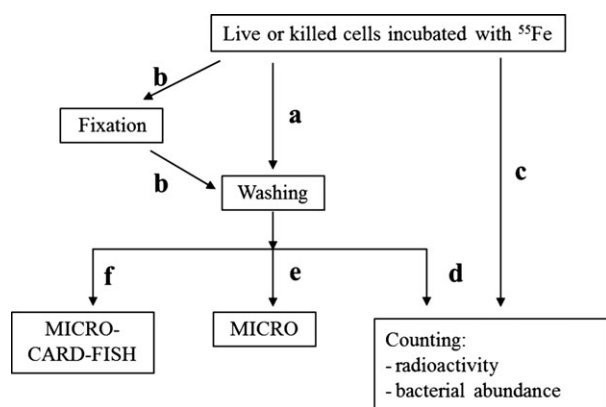 Live or killed cells incubated with ⁵⁵Fe
b
a
Fixation
b
c
Washing
f
e
d
MICRO-
CARD-FISH
MICRO
Counting:
- radioactivity
- bacterial abundance